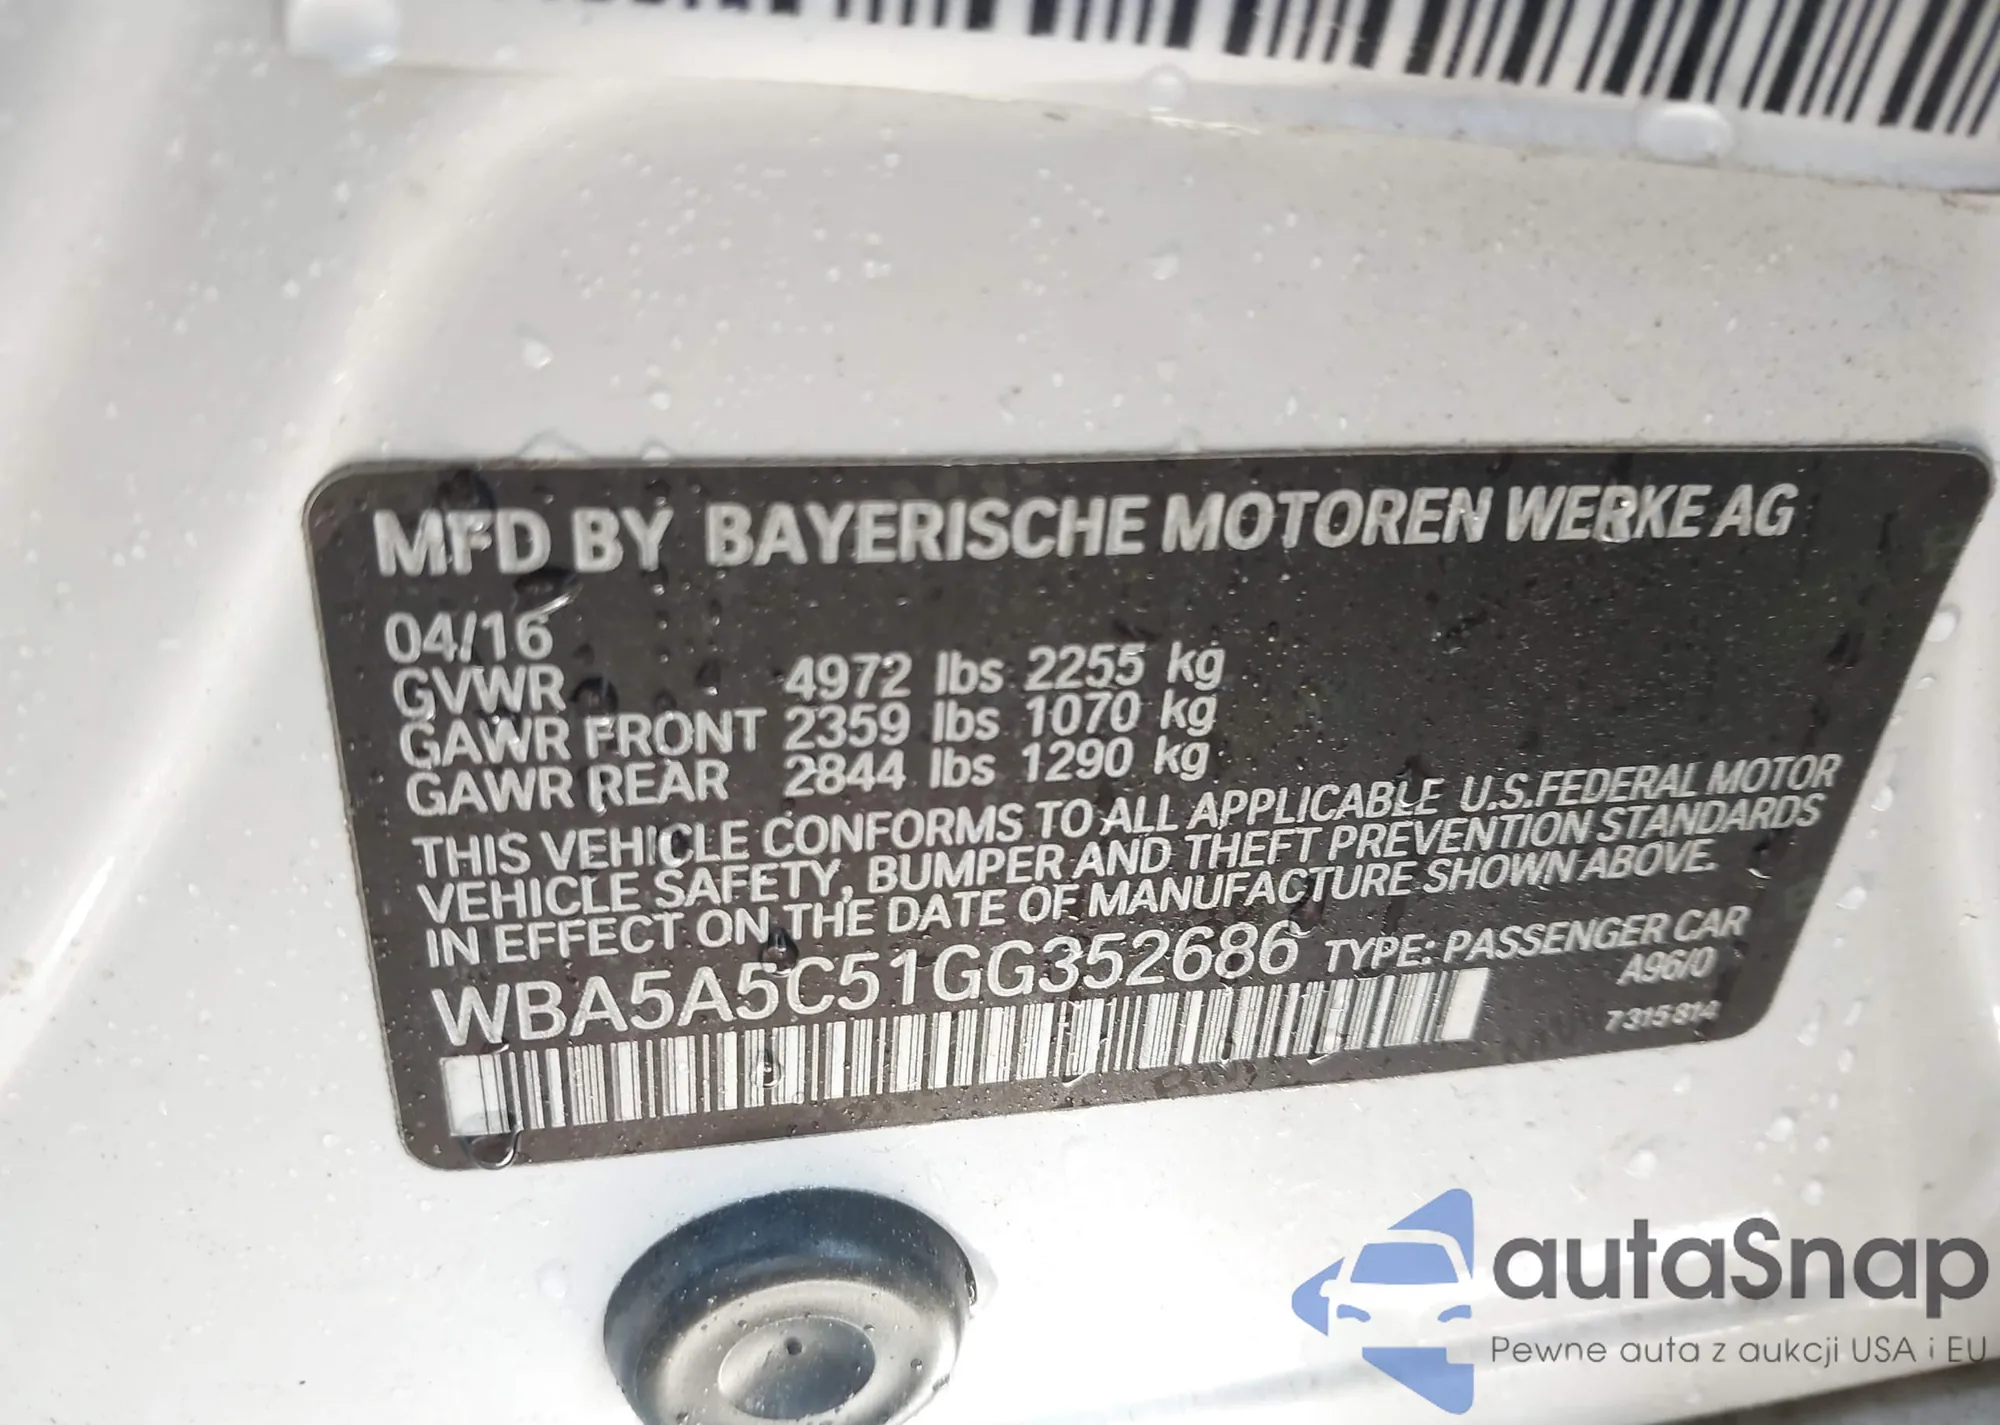 MFD BY BAYERISCHE MOTOREN WERKE AG
04/16
GVWR 4972 lbs 2255 kg
GAWR FRONT 2359 lbs 1070 kg
GAWR REAR 2844 lbs 1290 kg
THIS VEHICLE CONFORMS TO ALL APPLICABLE U.S.FEDERAL MOTOR
VEHICLE SAFETY, BUMPER AND THEFT PREVENTION STANDARDS
IN EFFECT ON THE DATE OF MANUFACTURE SHOWN ABOVE.
WBA5A5C51GG352686 TYPE: PASSENGER CAR
A96/0
7315814
autaSnap
Pewne auta z aukcji USA i EU